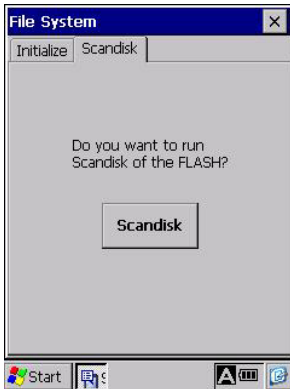 File System
Initialize
Scandisk
Do you want to run
Scandisk of the FLASH?
Scandisk
Start
A